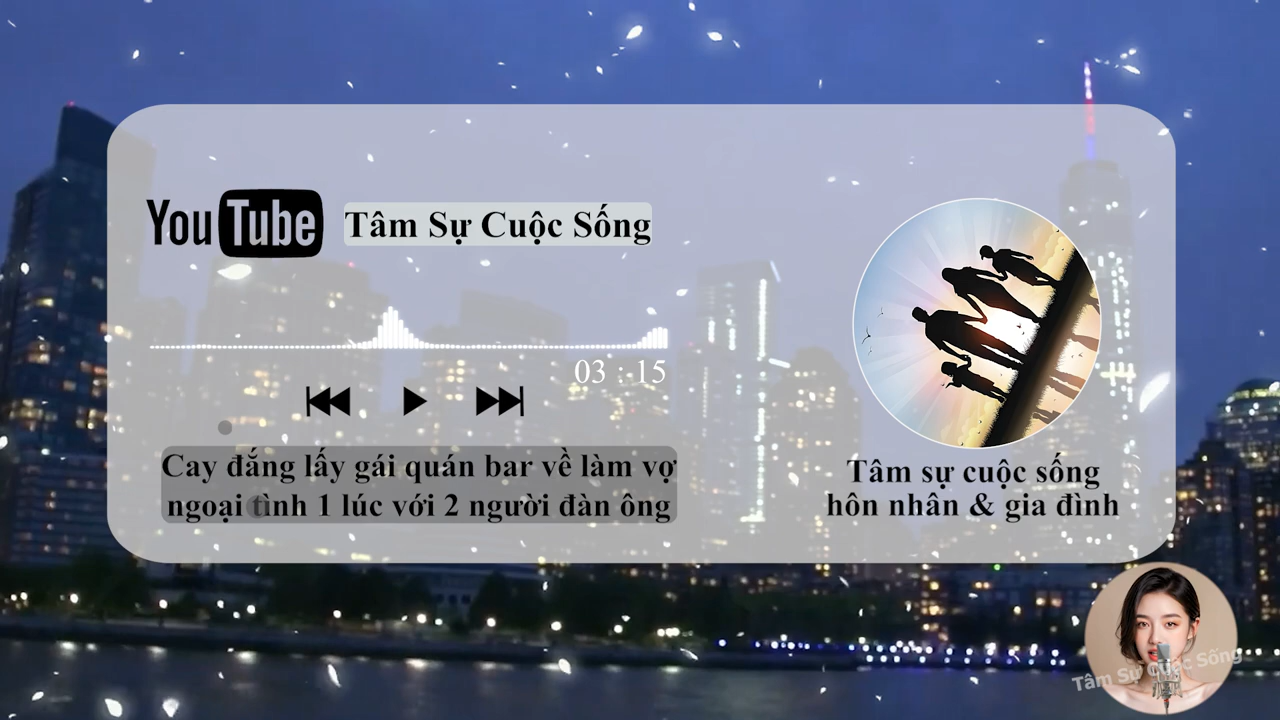 YouTube
Tâm Sự Cuộc Sống
03 : 15
Cay đắng lấy gái quán bar về làm vợ
ngoại tình 1 lúc với 2 người đàn ông
Tâm sự cuộc sống
hôn nhân & gia đình
Tâm Sự Cuộc Sống